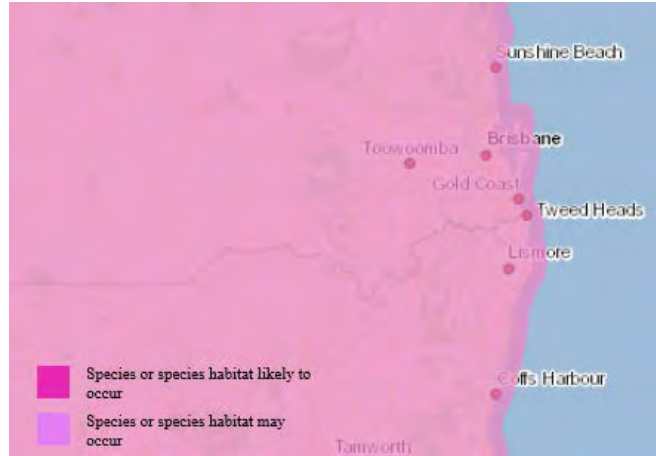 Sunshine Beach
Brisbane
Toowoomba
Gold Coast
Tweed Heads
Lismore
Species or species habitat likely to
occur
Coffs Harbour
Species or species habitat may
occur
Tamworth